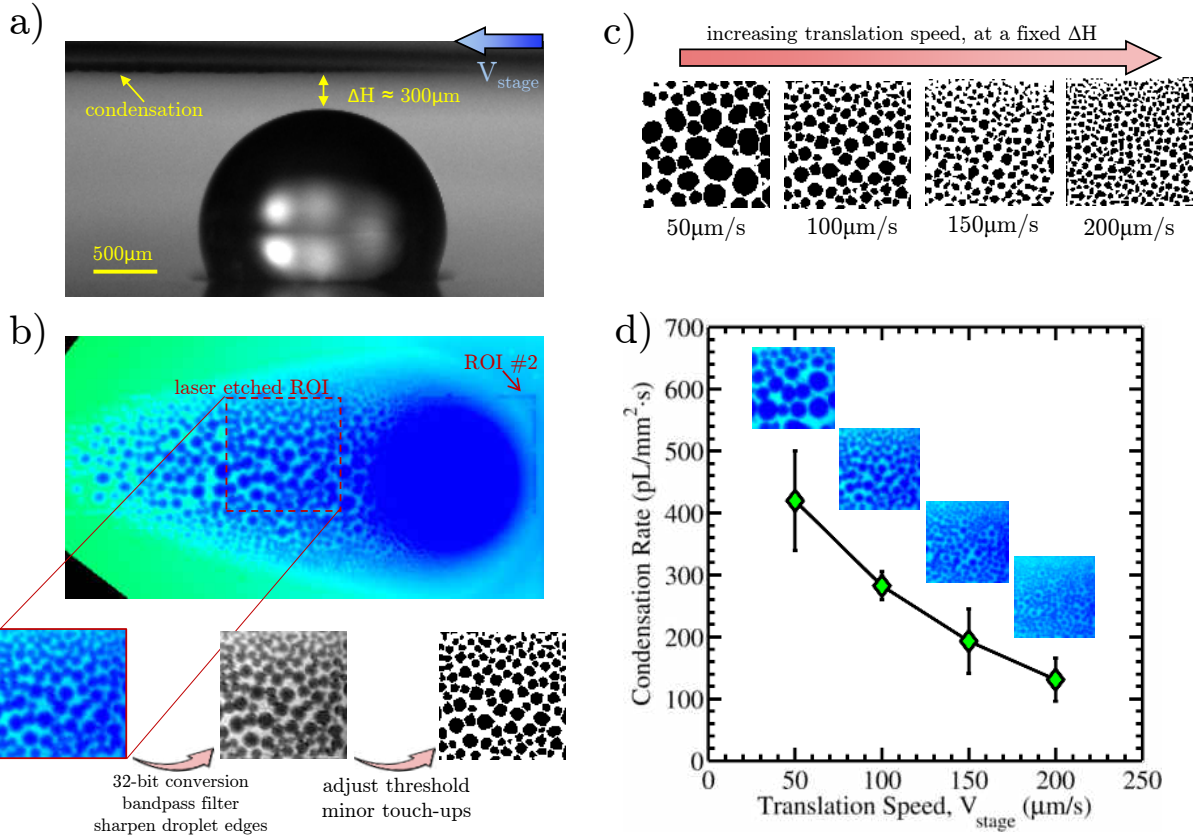 a)
V_stage
condensation
ΔH ≈ 300μm
500μm
b)
ROI #2
laser etched ROI
32-bit conversion
bandpass filter
sharpen droplet edges
adjust threshold
minor touch-ups
c)
increasing translation speed, at a fixed ΔH
50μm/s
100μm/s
150μm/s
200μm/s
d)
Condensation Rate (pL/mm²·s)
700
600
500
400
300
200
100
0
0
50
100
150
200
250
Translation Speed, V_stage (μm/s)